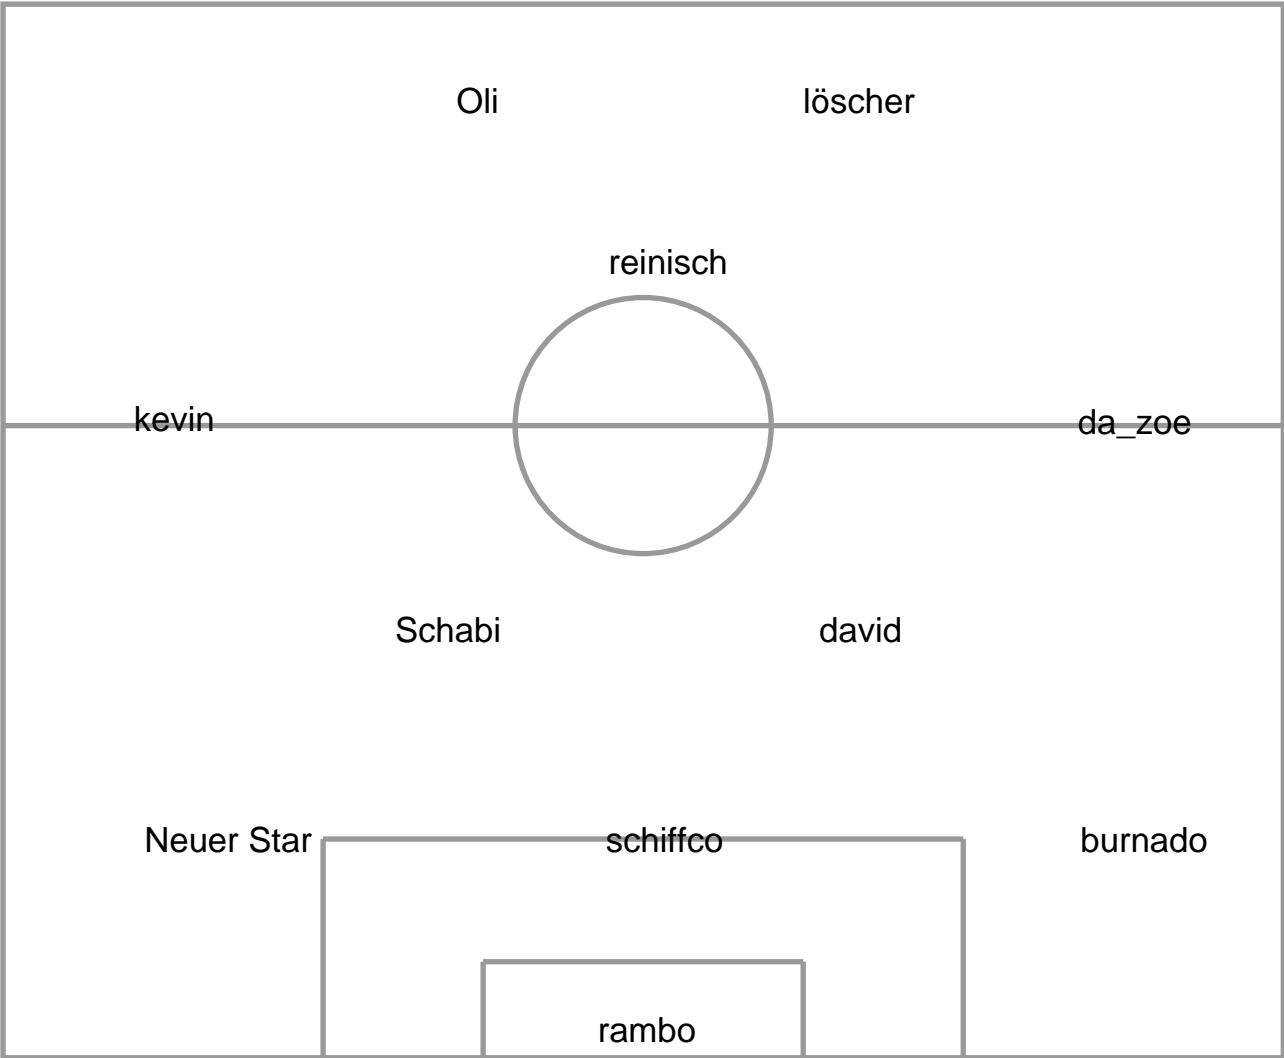 Oli löscher
reinisch
kevin da_zoe
Schabi david
Neuer Star schiffco burnado
rambo